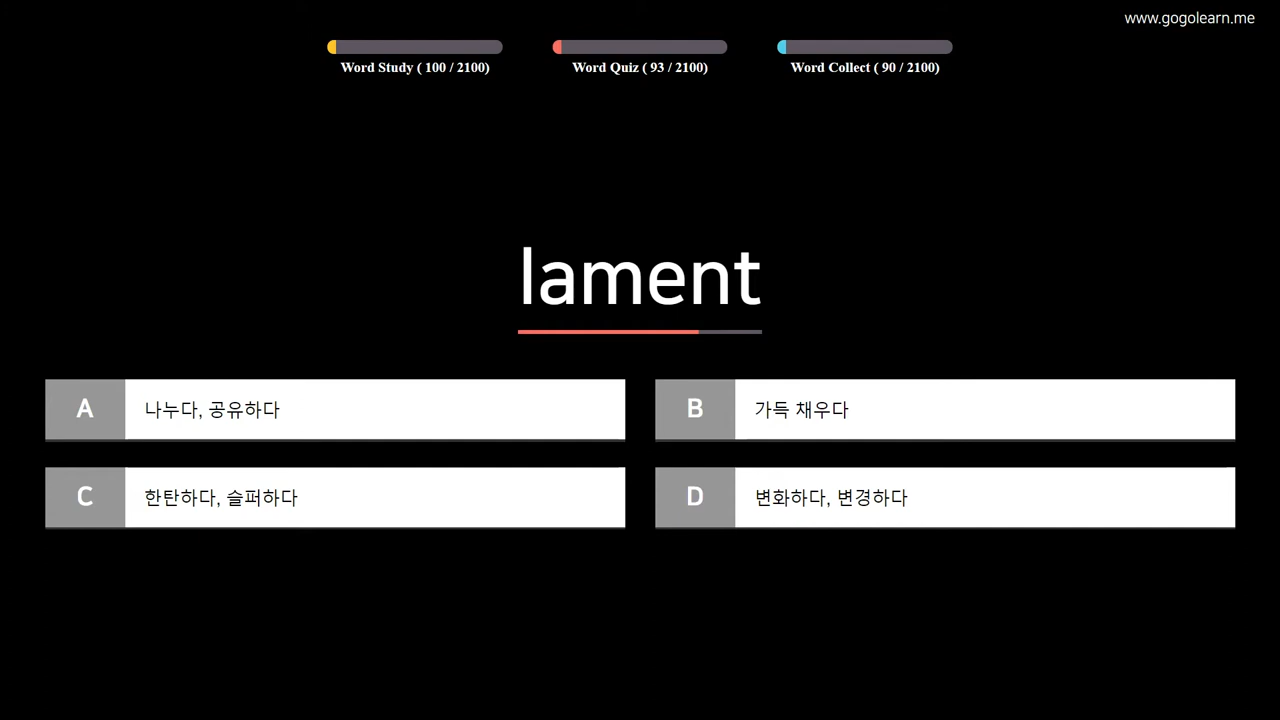 www.gogolearn.me
Word Study ( 100 / 2100)
Word Quiz ( 93 / 2100)
Word Collect ( 90 / 2100)
lament
A 나누다, 공유하다
B 가득 채우다
C 한탄하다, 슬퍼하다
D 변화하다, 변경하다